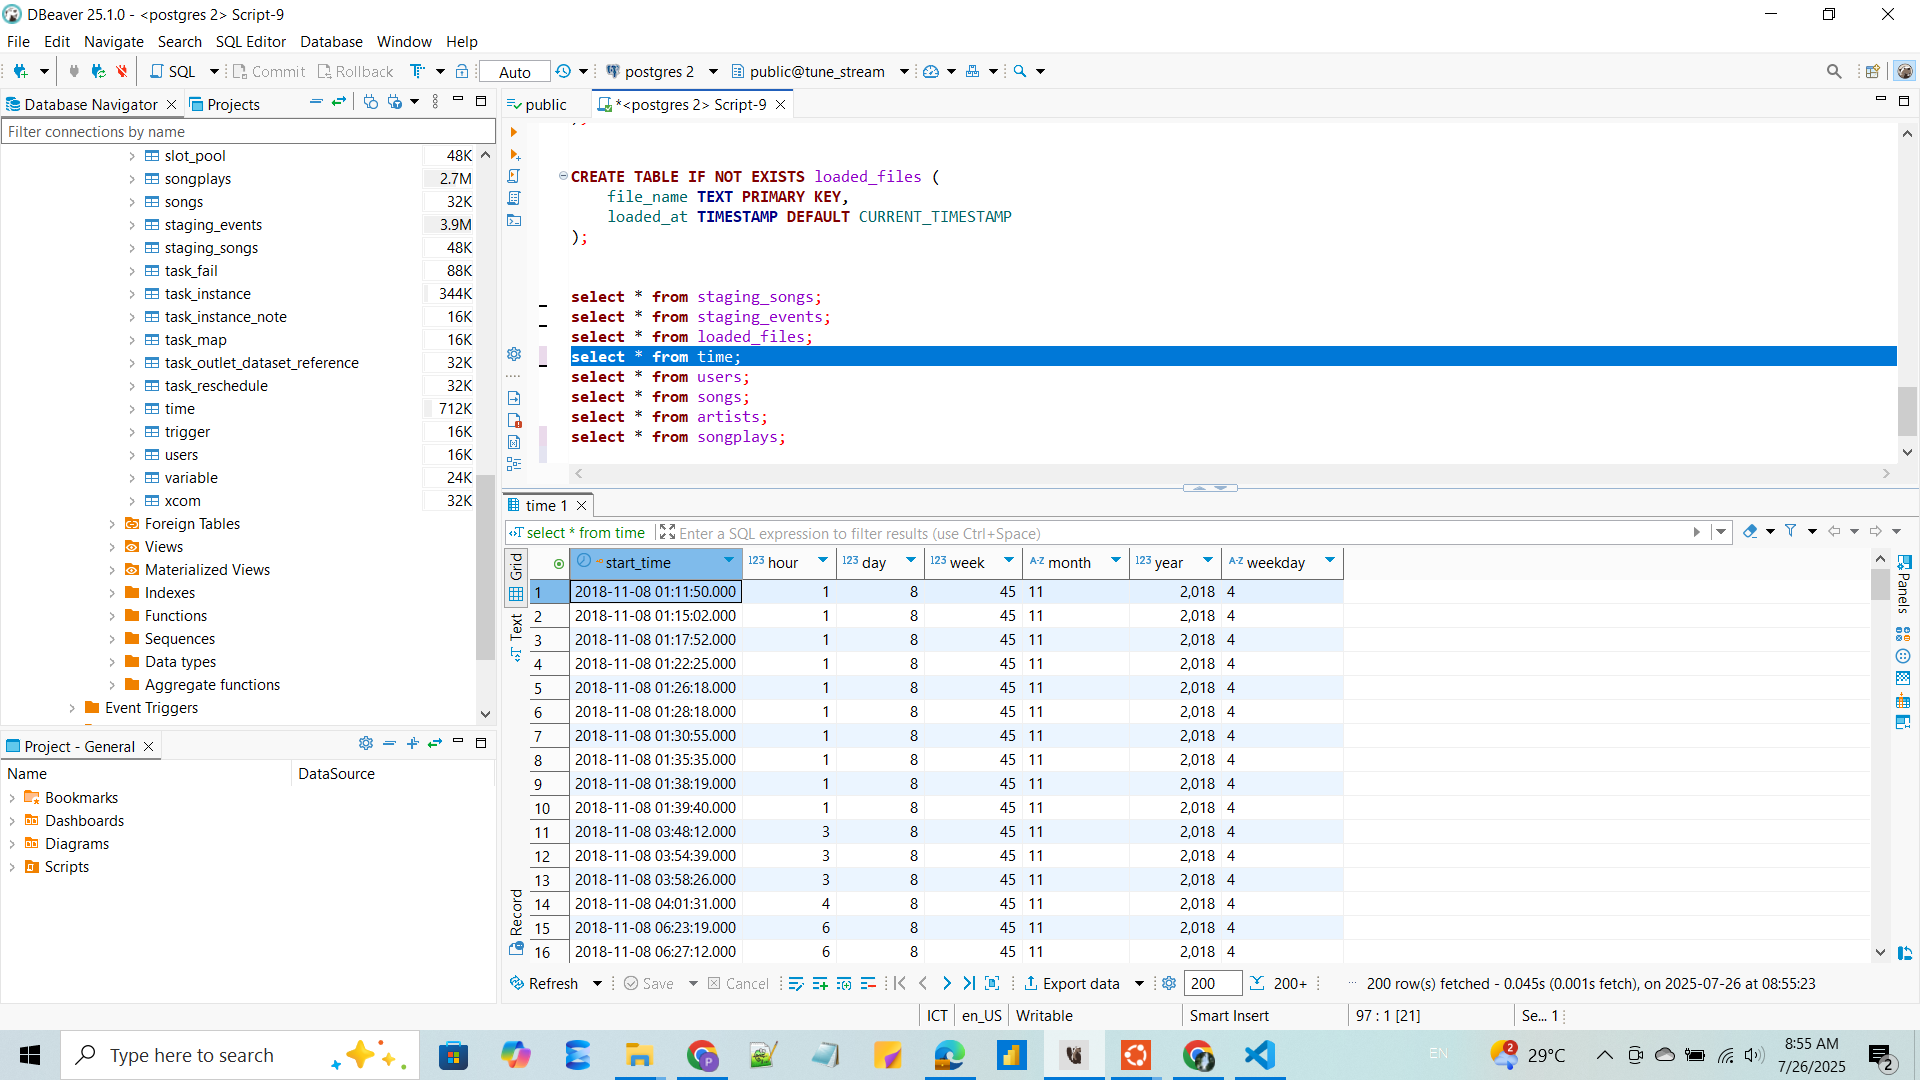 DBeaver 25.1.0 - <postgres 2> Script-9
File Edit Navigate Search SQL Editor Database Window Help
SQL Commit Rollback Auto postgres 2 public@tune_stream
Database Navigator Projects
Filter connections by name
slot_pool 48K
songplays 2.7M
songs 32K
staging_events 3.9M
staging_songs 48K
task_fail 88K
task_instance 344K
task_instance_note 16K
task_map 16K
task_outlet_dataset_reference 32K
task_reschedule 32K
time 712K
trigger 16K
users 16K
variable 24K
xcom 32K
Foreign Tables
Views
Materialized Views
Indexes
Functions
Sequences
Data types
Aggregate functions
Event Triggers
Project - General
Name DataSource
Bookmarks
Dashboards
Diagrams
Scripts
public *<postgres 2> Script-9
CREATE TABLE IF NOT EXISTS loaded_files (
file_name TEXT PRIMARY KEY,
loaded_at TIMESTAMP DEFAULT CURRENT_TIMESTAMP
);
select * from staging_songs;
select * from staging_events;
select * from loaded_files;
select * from time;
select * from users;
select * from songs;
select * from artists;
select * from songplays;
time 1
select * from time Enter a SQL expression to filter results (use Ctrl+Space)
Grid
Text
Record
Panels
start_time 123 hour 123 day 123 week A-Z month 123 year A-Z weekday
1 2018-11-08 01:11:50.000 1 8 45 11 2,018 4
2 2018-11-08 01:15:02.000 1 8 45 11 2,018 4
3 2018-11-08 01:17:52.000 1 8 45 11 2,018 4
4 2018-11-08 01:22:25.000 1 8 45 11 2,018 4
5 2018-11-08 01:26:18.000 1 8 45 11 2,018 4
6 2018-11-08 01:28:18.000 1 8 45 11 2,018 4
7 2018-11-08 01:30:55.000 1 8 45 11 2,018 4
8 2018-11-08 01:35:35.000 1 8 45 11 2,018 4
9 2018-11-08 01:38:19.000 1 8 45 11 2,018 4
10 2018-11-08 01:39:40.000 1 8 45 11 2,018 4
11 2018-11-08 03:48:12.000 3 8 45 11 2,018 4
12 2018-11-08 03:54:39.000 3 8 45 11 2,018 4
13 2018-11-08 03:58:26.000 3 8 45 11 2,018 4
14 2018-11-08 04:01:31.000 4 8 45 11 2,018 4
15 2018-11-08 06:23:19.000 6 8 45 11 2,018 4
16 2018-11-08 06:27:12.000 6 8 45 11 2,018 4
Refresh Save Cancel Export data 200 200+ ... 200 row(s) fetched - 0.045s (0.001s fetch), on 2025-07-26 at 08:55:23
ICT en_US Writable Smart Insert 97 : 1 [21] Se... 1
Type here to search
EN 2 29°C 8:55 AM
7/26/2025 2